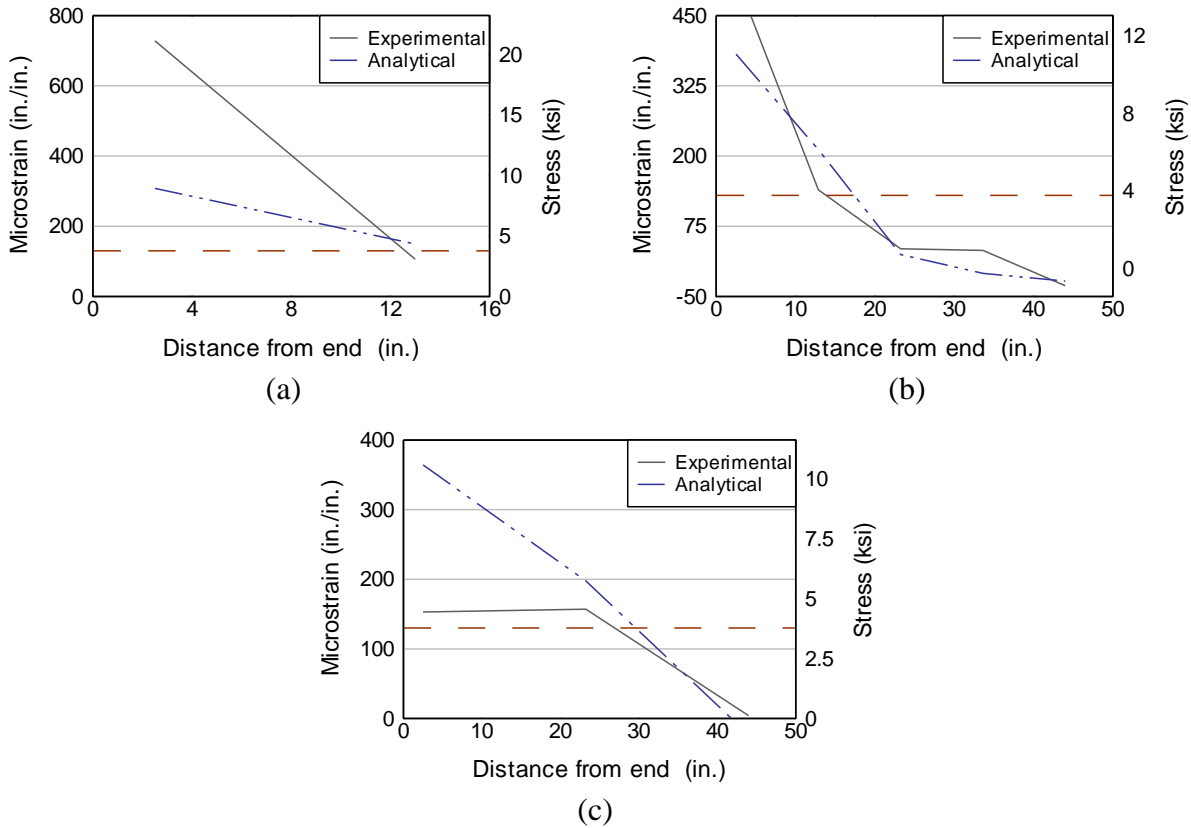 800
600
400
200
0
Microstrain (in./in.)
Experimental
Analytical
20
15
10
5
0
Stress (ksi)
0 4 8 12 16
Distance from end (in.)
(a)
450
325
200
75
-50
Microstrain (in./in.)
Experimental
Analytical
12
8
4
0
Stress (ksi)
0 10 20 30 40 50
Distance from end (in.)
(b)
400
300
200
100
0
Microstrain (in./in.)
Experimental
Analytical
10
7.5
5
2.5
0
Stress (ksi)
0 10 20 30 40 50
Distance from end (in.)
(c)